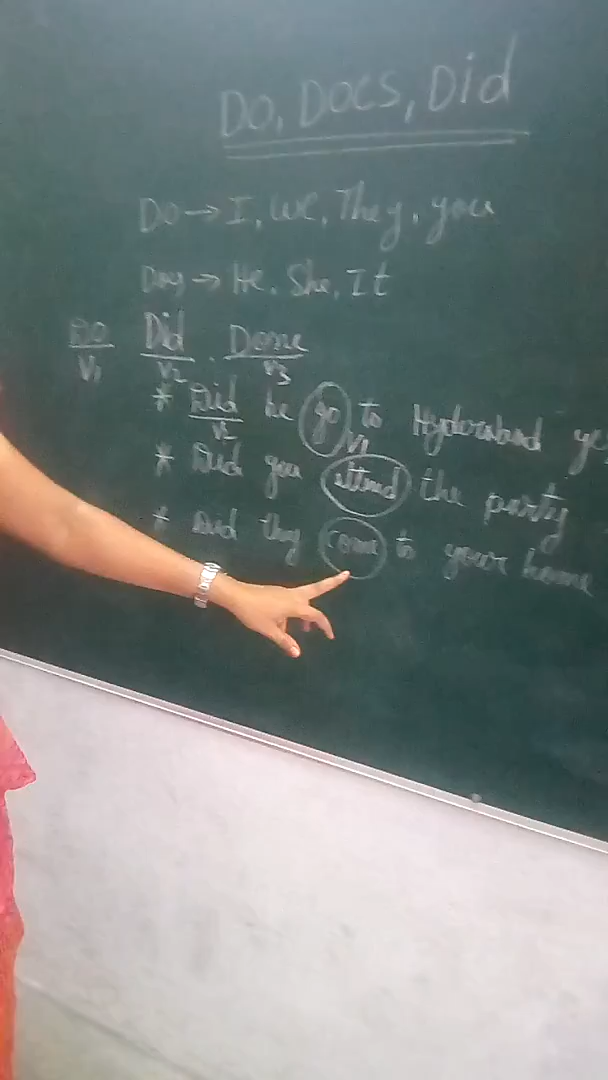 Do, Does, Did
Do → I, We, They, you
Does → He, She, It
Do Did Done
V1 V2 V3
* Did he go to Hyderabad
V2 V1
* Did you attend the party
* Did they come to your home